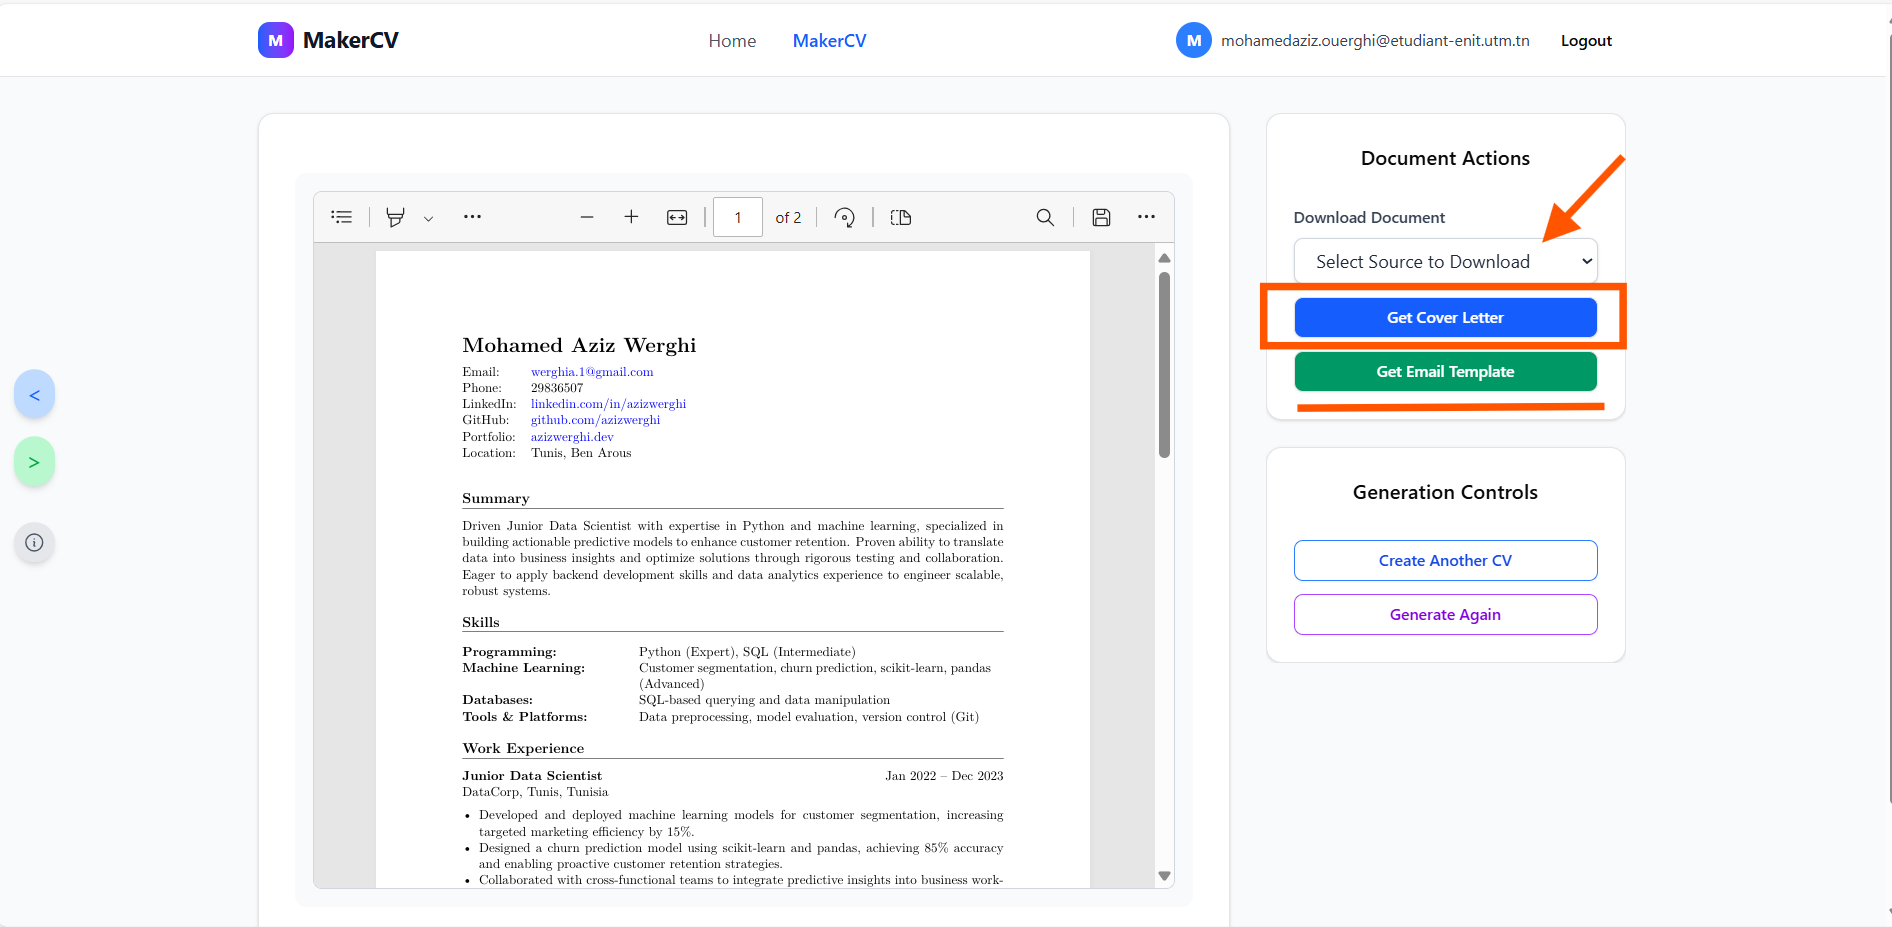 M MakerCV
Home MakerCV
M mohamedaziz.ouerghi@etudiant-enit.utm.tn Logout
1 of 2
Mohamed Aziz Werghi
Email: werghia.1@gmail.com
Phone: 29836507
LinkedIn: linkedin.com/in/azizwerghi
GitHub: github.com/azizwerghi
Portfolio: azizwerghi.dev
Location: Tunis, Ben Arous
Summary
Driven Junior Data Scientist with expertise in Python and machine learning, specialized in
building actionable predictive models to enhance customer retention. Proven ability to translate
data into business insights and optimize solutions through rigorous testing and collaboration.
Eager to apply backend development skills and data analytics experience to engineer scalable,
robust systems.
Skills
Programming: Python (Expert), SQL (Intermediate)
Machine Learning: Customer segmentation, churn prediction, scikit-learn, pandas
(Advanced)
Databases: SQL-based querying and data manipulation
Tools & Platforms: Data preprocessing, model evaluation, version control (Git)
Work Experience
Junior Data Scientist Jan 2022 – Dec 2023
DataCorp, Tunis, Tunisia
• Developed and deployed machine learning models for customer segmentation, increasing
targeted marketing efficiency by 15%.
• Designed a churn prediction model using scikit-learn and pandas, achieving 85% accuracy
and enabling proactive customer retention strategies.
• Collaborated with cross-functional teams to integrate predictive insights into business work-
<
>
Document Actions
Download Document
Select Source to Download
Get Cover Letter
Get Email Template
Generation Controls
Create Another CV
Generate Again